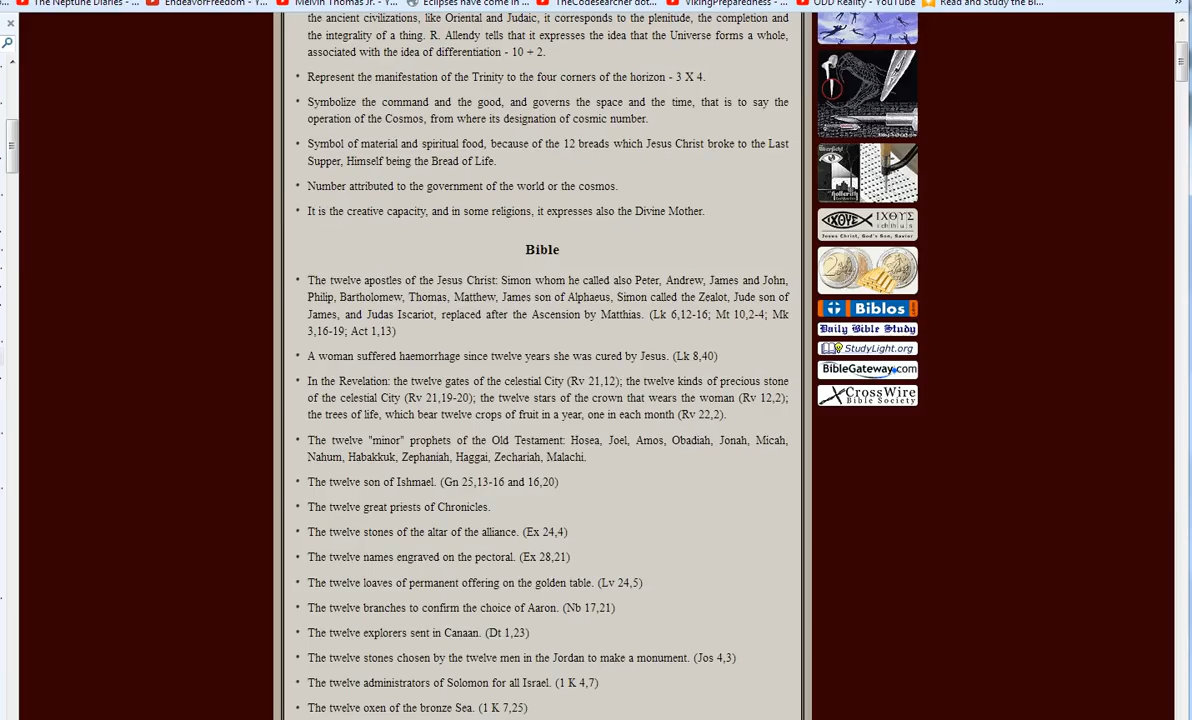 The Neptune Diaries - ...
EndeavorFreedom - Y...
Melvin Thomas Jr. - Y...
Eclipses have come in ...
TheCodesearcher dot...
VikingPreparedness - ...
ODD Reality - YouTube
Read and Study the Bi...
the ancient civilizations, like Oriental and Judaic, it corresponds to the plenitude, the completion and
the integrality of a thing. R. Allendy tells that it expresses the idea that the Universe forms a whole,
associated with the idea of differentiation - 10 + 2.
• Represent the manifestation of the Trinity to the four corners of the horizon - 3 X 4.
• Symbolize the command and the good, and governs the space and the time, that is to say the
operation of the Cosmos, from where its designation of cosmic number.
• Symbol of material and spiritual food, because of the 12 breads which Jesus Christ broke to the Last
Supper, Himself being the Bread of Life.
• Number attributed to the government of the world or the cosmos.
• It is the creative capacity, and in some religions, it expresses also the Divine Mother.
Bible
• The twelve apostles of the Jesus Christ: Simon whom he called also Peter, Andrew, James and John,
Philip, Bartholomew, Thomas, Matthew, James son of Alphaeus, Simon called the Zealot, Jude son of
James, and Judas Iscariot, replaced after the Ascension by Matthias. (Lk 6,12-16; Mt 10,2-4; Mk
3,16-19; Act 1,13)
• A woman suffered haemorrhage since twelve years she was cured by Jesus. (Lk 8,40)
• In the Revelation: the twelve gates of the celestial City (Rv 21,12); the twelve kinds of precious stone
of the celestial City (Rv 21,19-20); the twelve stars of the crown that wears the woman (Rv 12,2);
the trees of life, which bear twelve crops of fruit in a year, one in each month (Rv 22,2).
• The twelve "minor" prophets of the Old Testament: Hosea, Joel, Amos, Obadiah, Jonah, Micah,
Nahum, Habakkuk, Zephaniah, Haggai, Zechariah, Malachi.
• The twelve son of Ishmael. (Gn 25,13-16 and 16,20)
• The twelve great priests of Chronicles.
• The twelve stones of the altar of the alliance. (Ex 24,4)
• The twelve names engraved on the pectoral. (Ex 28,21)
• The twelve loaves of permanent offering on the golden table. (Lv 24,5)
• The twelve branches to confirm the choice of Aaron. (Nb 17,21)
• The twelve explorers sent in Canaan. (Dt 1,23)
• The twelve stones chosen by the twelve men in the Jordan to make a monument. (Jos 4,3)
• The twelve administrators of Solomon for all Israel. (1 K 4,7)
• The twelve oxen of the bronze Sea. (1 K 7,25)
ΙΧΘΥΣ
Jesus Christ, God's Son, Savior
Biblos
Daily Bible Study
StudyLight.org
BibleGateway.com
CrossWire
Bible Society